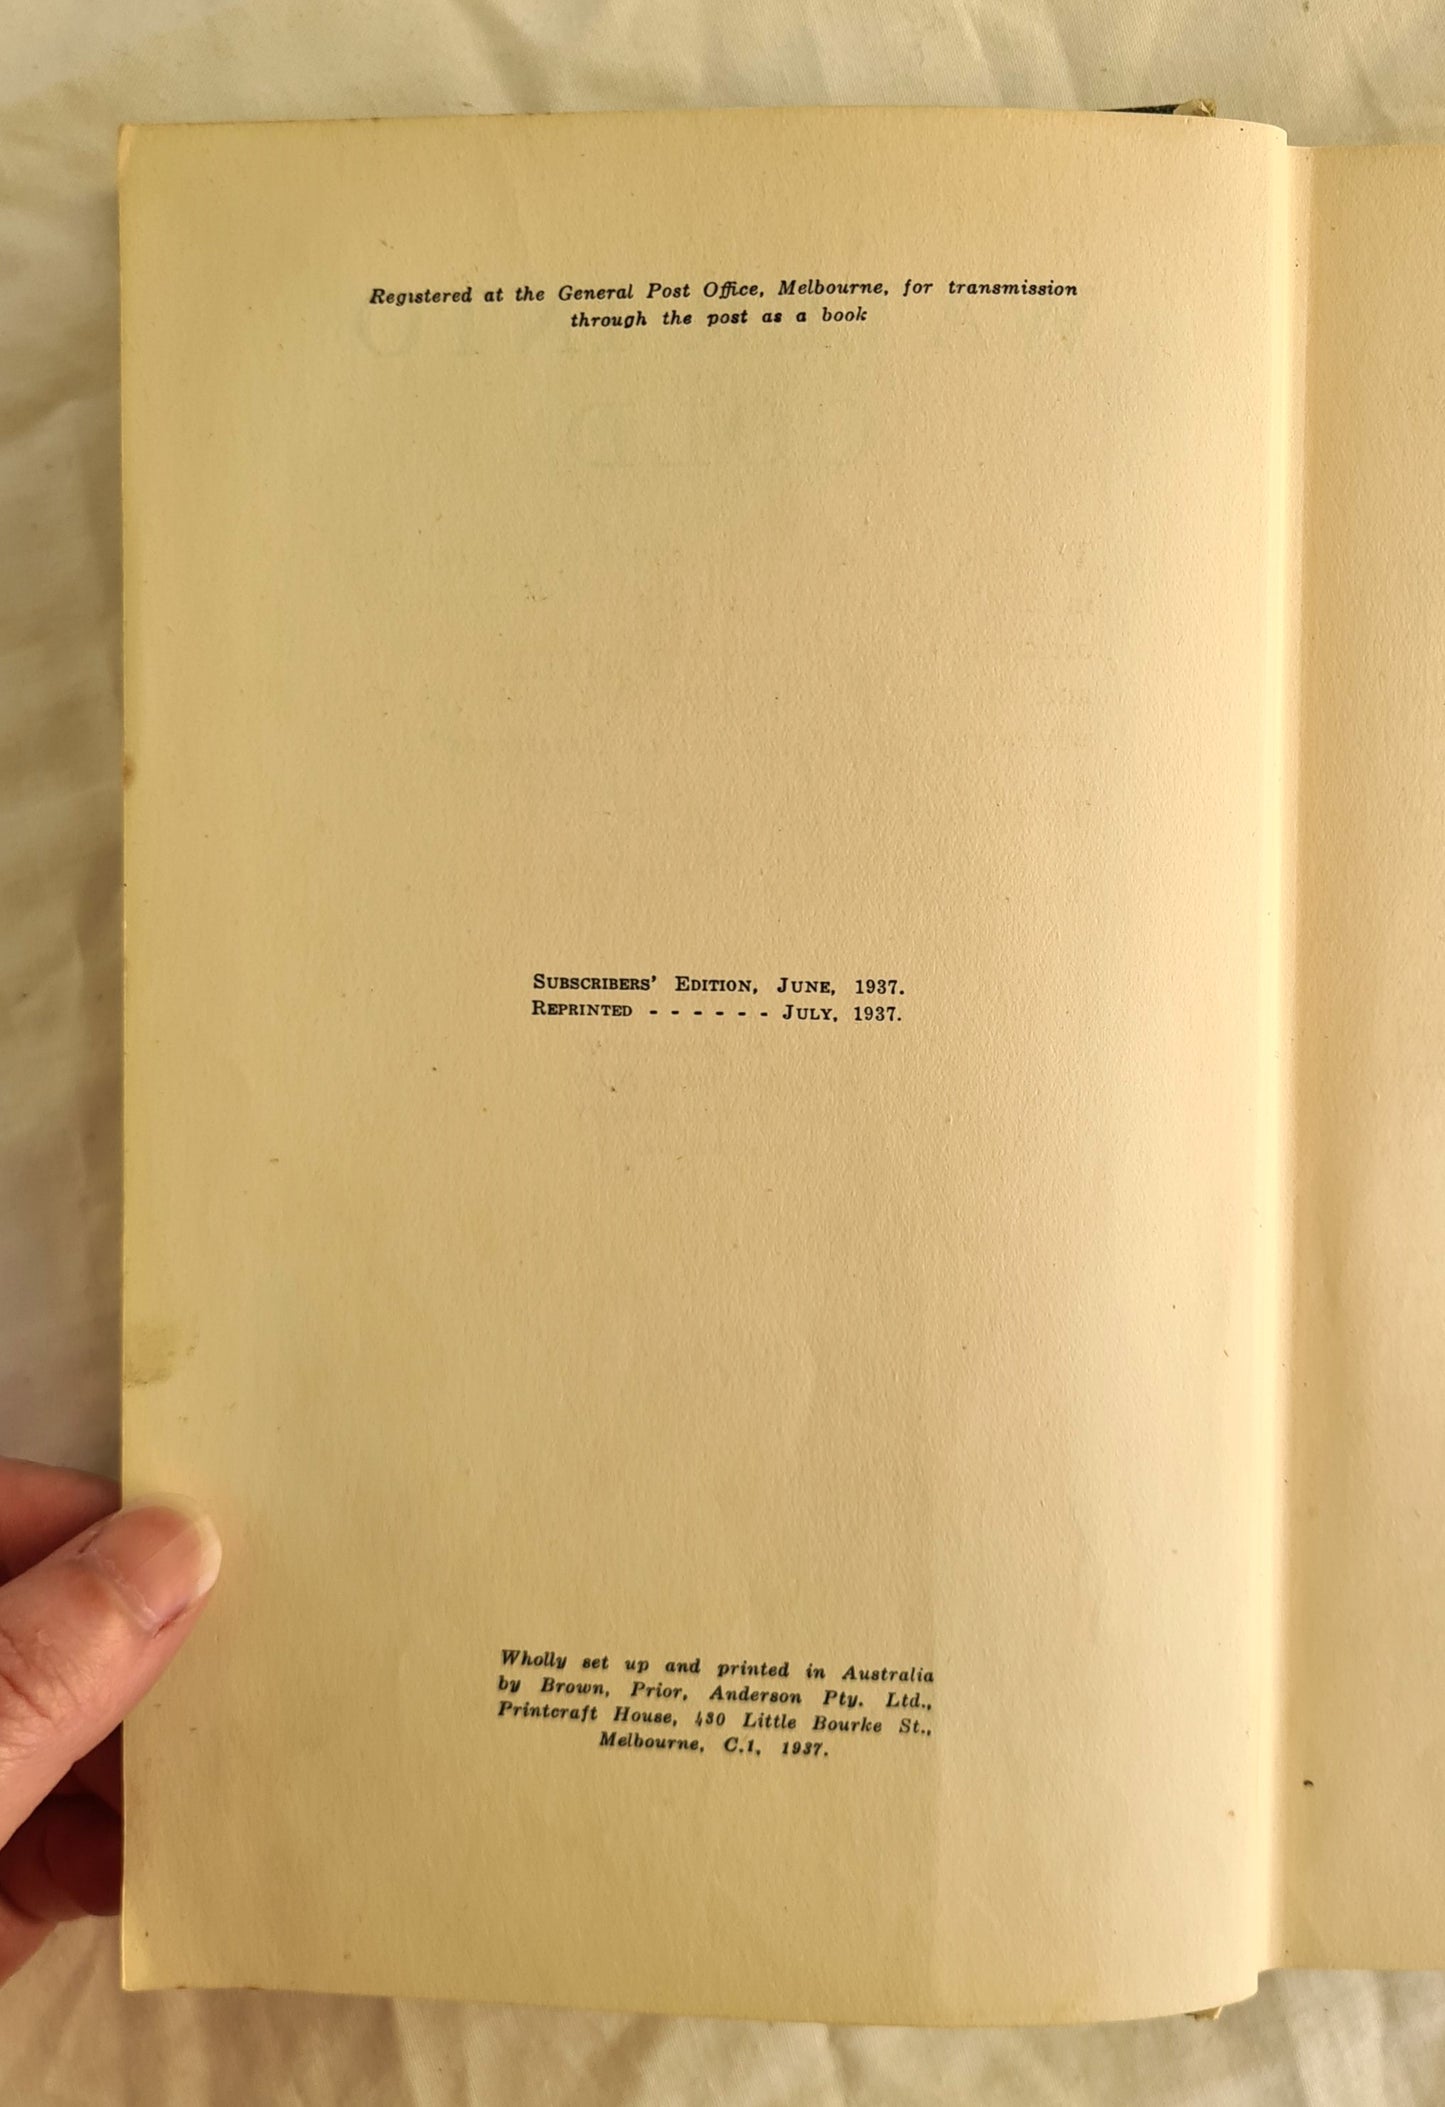 Registered at the General Post Office, Melbourne, for transmission
through the post as a book
SUBSCRIBERS' EDITION, JUNE, 1937.
REPRINTED - - - - - - JULY, 1937.
Wholly set up and printed in Australia
by Brown, Prior, Anderson Pty. Ltd.,
Printcraft House, 430 Little Bourke St.,
Melbourne, C.1, 1937.